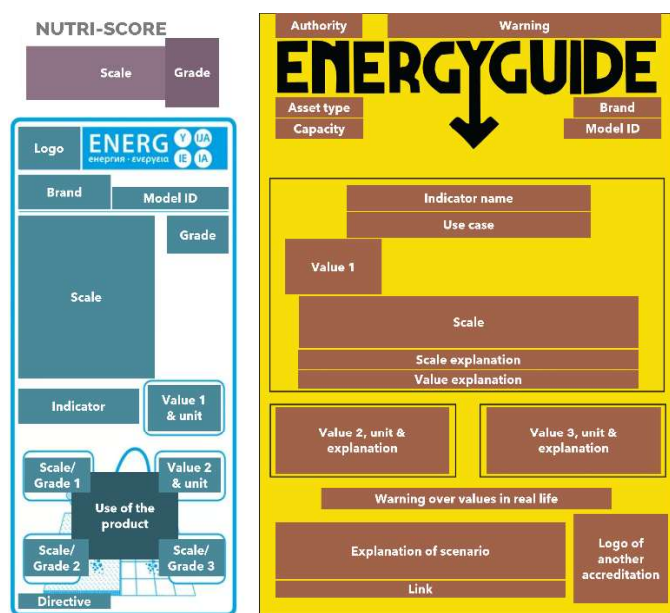 NUTRI-SCORE
Scale
Grade
Logo
ENERG
енергия · ενεργεια
Y IJA
IE IA
Brand
Model ID
Grade
Scale
Indicator
Value 1
& unit
Scale/
Grade 1
Value 2
& unit
Use of the
product
Scale/
Grade 2
Scale/
Grade 3
Directive
Authority
Warning
ENERGYGUIDE
Asset type
Brand
Capacity
Model ID
Indicator name
Use case
Value 1
Scale
Scale explanation
Value explanation
Value 2, unit &
explanation
Value 3, unit &
explanation
Warning over values in real life
Explanation of scenario
Logo of
another
accreditation
Link